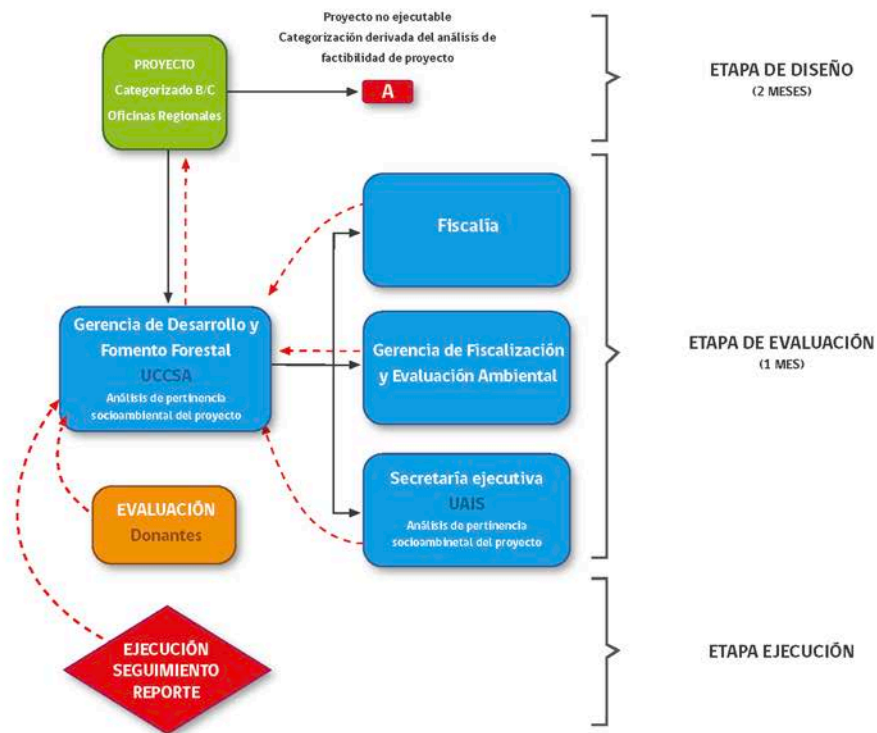 Proyecto no ejecutable
Categorización derivada del análisis de
factibilidad de proyecto
A
PROYECTO
Categorizado B/C
Oficinas Regionales
ETAPA DE DISEÑO
(2 MESES)
Fiscalía
Gerencia de Desarrollo y
Fomento Forestal
UCCSA
Análisis de pertinencia
socioambiental del proyecto
Gerencia de Fiscalización
y Evaluación Ambiental
ETAPA DE EVALUACIÓN
(1 MES)
Secretaría ejecutiva
UAIS
Análisis de pertinencia
socioambinetal del proyecto
EVALUACIÓN
Donantes
EJECUCIÓN
SEGUIMIENTO
REPORTE
ETAPA EJECUCIÓN